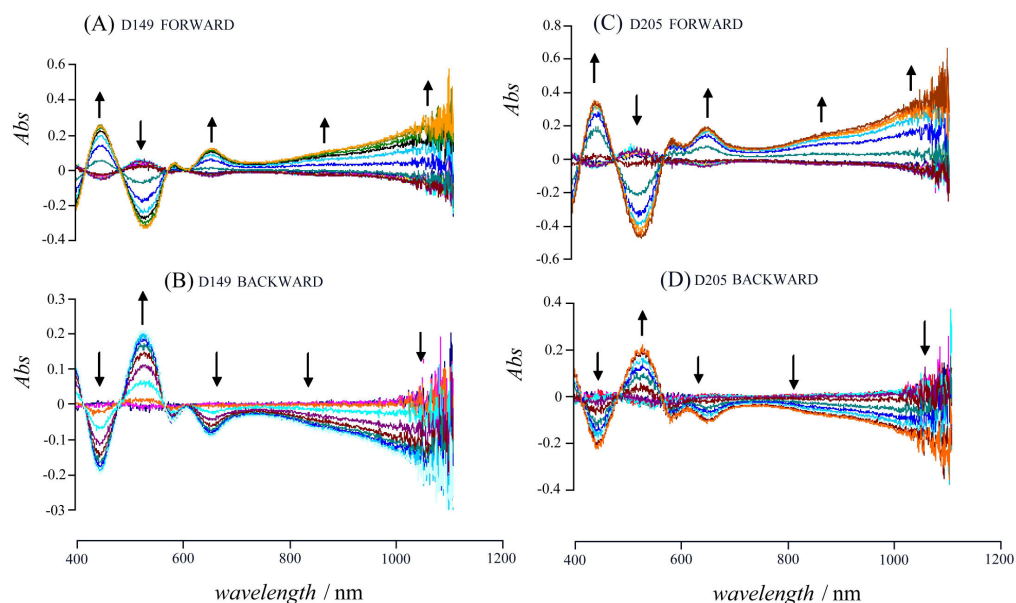 (A) D149 FORWARD
Abs
0.6
0.4
0.2
0
-0.2
-0.4
(C) D205 FORWARD
Abs
0.8
0.6
0.4
0.2
0
-0.2
-0.4
-0.6
(B) D149 BACKWARD
Abs
0.3
0.2
0.1
0
-0.1
-0.2
-03
400 600 800 1000 1200
wavelength / nm
(D) D205 BACKWARD
Abs
0.4
0.2
0
-0.2
-0.4
400 600 800 1000 1200
wavelength / nm